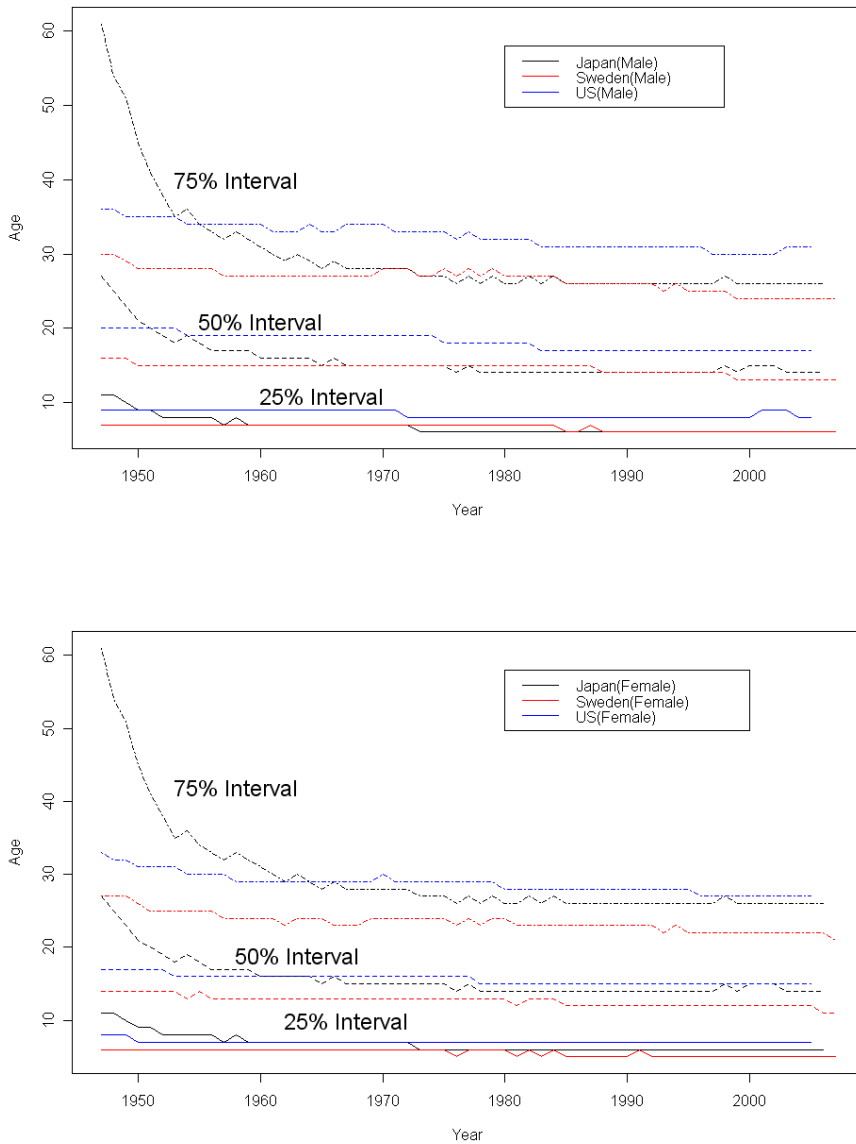 60
50
40
30
20
10
Age
Japan(Male)
Sweden(Male)
US(Male)
75% Interval
50% Interval
25% Interval
1950 1960 1970 1980 1990 2000
Year
60
50
40
30
20
10
Age
Japan(Female)
Sweden(Female)
US(Female)
75% Interval
50% Interval
25% Interval
1950 1960 1970 1980 1990 2000
Year